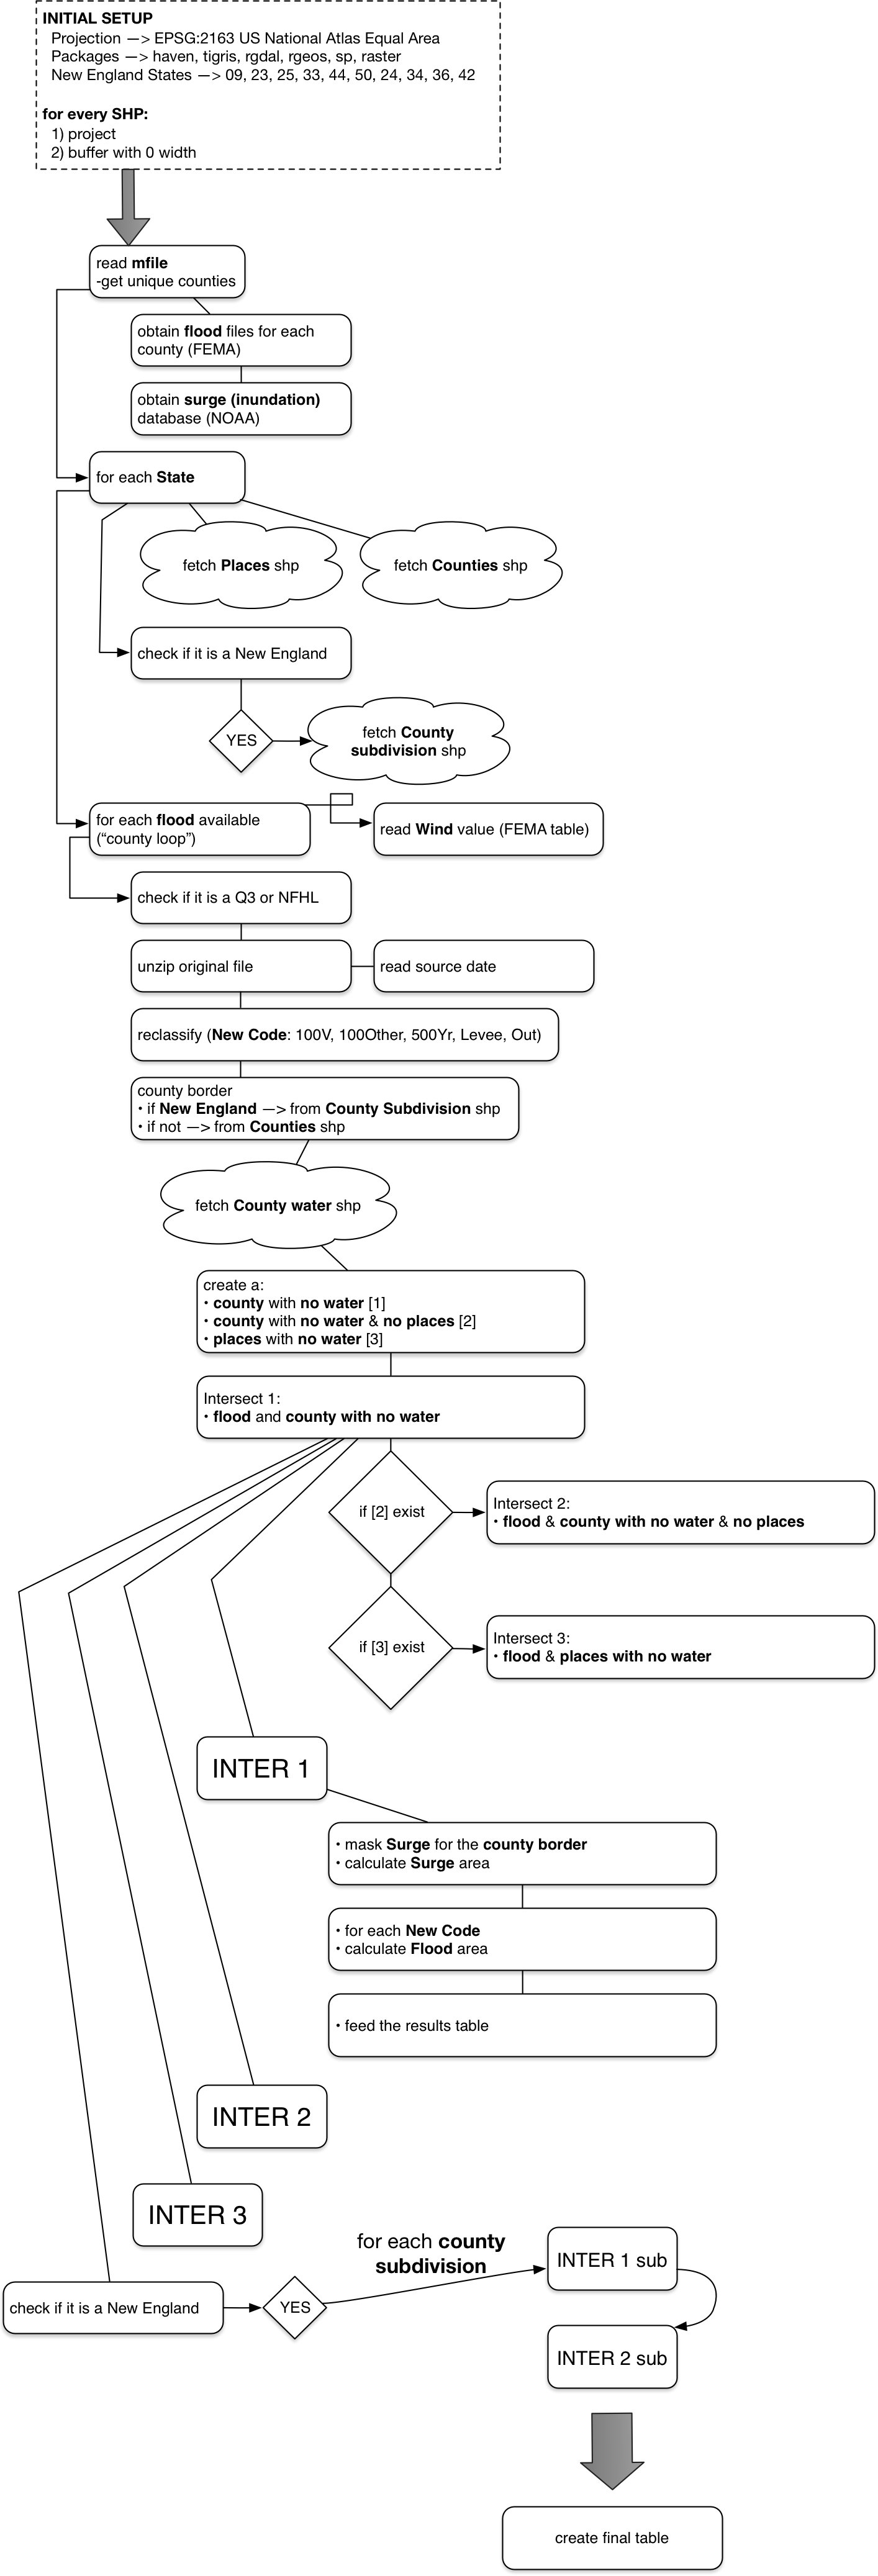 INITIAL SETUP
Projection —> EPSG:2163 US National Atlas Equal Area
Packages —> haven, tigris, rgdal, rgeos, sp, raster
New England States —> 09, 23, 25, 33, 44, 50, 24, 34, 36, 42
for every SHP:
1) project
2) buffer with 0 width
read mfile
-get unique counties
obtain flood files for each
county (FEMA)
obtain surge (inundation)
database (NOAA)
for each State
fetch Places shp
fetch Counties shp
check if it is a New England
YES
fetch County
subdivision shp
for each flood available
(“county loop”)
read Wind value (FEMA table)
check if it is a Q3 or NFHL
unzip original file
read source date
reclassify (New Code: 100V, 100Other, 500Yr, Levee, Out)
county border
• if New England —> from County Subdivision shp
• if not —> from Counties shp
fetch County water shp
create a:
• county with no water [1]
• county with no water & no places [2]
• places with no water [3]
Intersect 1:
• flood and county with no water
if [2] exist
Intersect 2:
• flood & county with no water & no places
if [3] exist
Intersect 3:
• flood & places with no water
INTER 1
• mask Surge for the county border
• calculate Surge area
• for each New Code
• calculate Flood area
• feed the results table
INTER 2
INTER 3
for each county
subdivision
INTER 1 sub
check if it is a New England
YES
INTER 2 sub
create final table